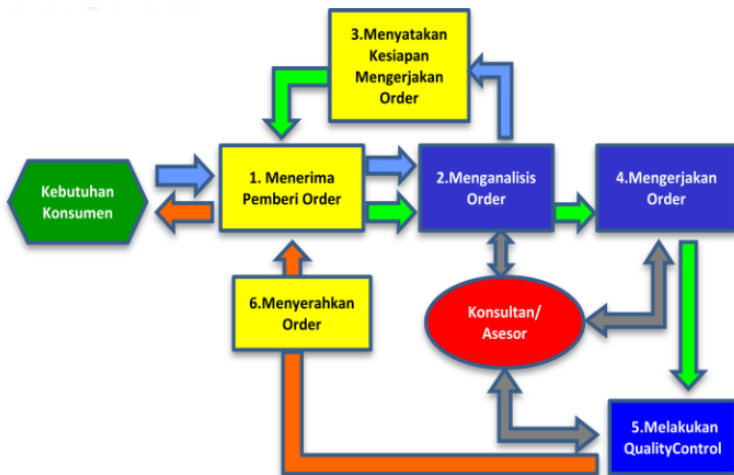 3.Menyatakan
Kesiapan
Mengerjakan
Order
Kebutuhan
Konsumen
1. Menerima
Pemberi Order
2.Menganalisis
Order
4.Mengerjakan
Order
6.Menyerahkan
Order
Konsultan/
Asesor
5.Melakukan
QualityControl